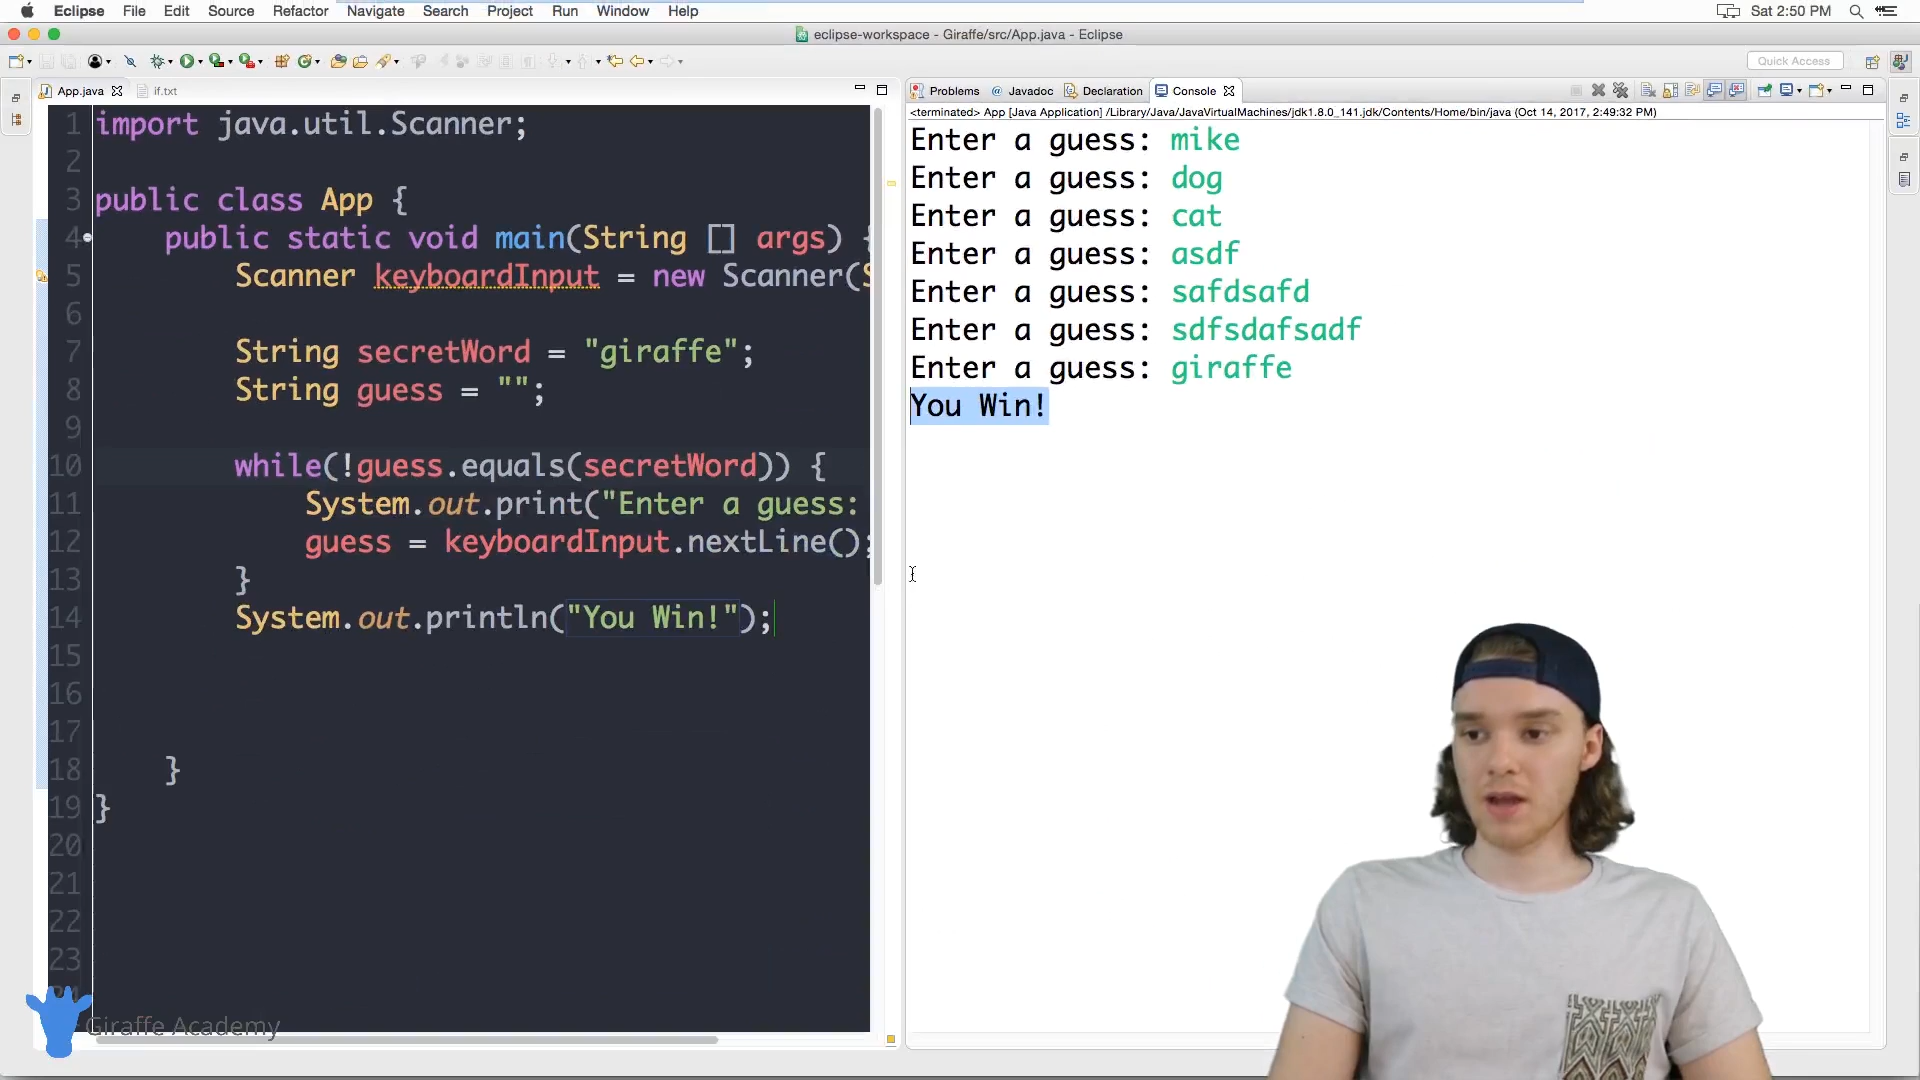 Eclipse File Edit Source Refactor Navigate Search Project Run Window Help Sat 2:50 PM
eclipse-workspace - Giraffe/src/App.java - Eclipse
Quick Access
App.java if.txt
Problems @ Javadoc Declaration Console
<terminated> App [Java Application] /Library/Java/JavaVirtualMachines/jdk1.8.0_141.jdk/Contents/Home/bin/java (Oct 14, 2017, 2:49:32 PM)
1 import java.util.Scanner;
2
3 public class App {
4 public static void main(String [] args) {
5 Scanner keyboardInput = new Scanner(S
6
7 String secretWord = "giraffe";
8 String guess = "";
9
10 while(!guess.equals(secretWord)) {
11 System.out.print("Enter a guess:
12 guess = keyboardInput.nextLine();
13 }
14 System.out.println("You Win!");
15
16
17
18 }
19 }
20
21
22
23
Enter a guess: mike
Enter a guess: dog
Enter a guess: cat
Enter a guess: asdf
Enter a guess: safdsafd
Enter a guess: sdfsdafsadf
Enter a guess: giraffe
You Win!
Giraffe Academy